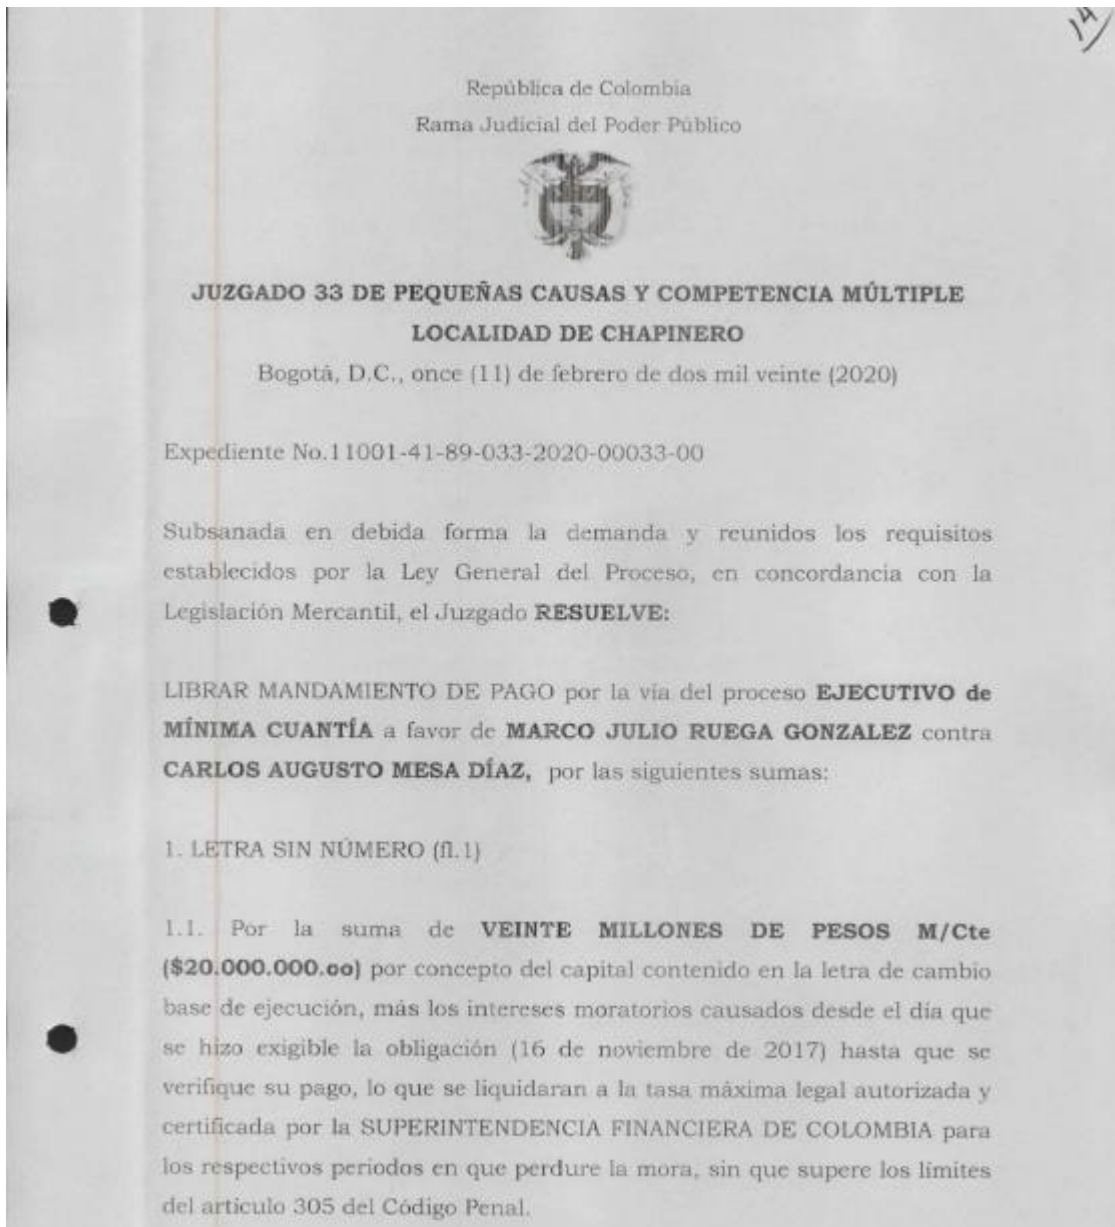 14
República de Colombia
Rama Judicial del Poder Público
JUZGADO 33 DE PEQUEÑAS CAUSAS Y COMPETENCIA MÚLTIPLE
LOCALIDAD DE CHAPINERO
Bogotá, D.C., once (11) de febrero de dos mil veinte (2020)
Expediente No.11001-41-89-033-2020-00033-00
Subsanada en debida forma la demanda y reunidos los requisitos
establecidos por la Ley General del Proceso, en concordancia con la
Legislación Mercantil, el Juzgado RESUELVE:
LIBRAR MANDAMIENTO DE PAGO por la vía del proceso EJECUTIVO de
MÍNIMA CUANTÍA a favor de MARCO JULIO RUEGA GONZALEZ contra
CARLOS AUGUSTO MESA DÍAZ, por las siguientes sumas:
1. LETRA SIN NÚMERO (fl.1)
1.1. Por la suma de VEINTE MILLONES DE PESOS M/Cte
($20.000.000.oo) por concepto del capital contenido en la letra de cambio
base de ejecución, más los intereses moratorios causados desde el día que
se hizo exigible la obligación (16 de noviembre de 2017) hasta que se
verifique su pago, lo que se liquidaran a la tasa máxima legal autorizada y
certificada por la SUPERINTENDENCIA FINANCIERA DE COLOMBIA para
los respectivos periodos en que perdure la mora, sin que supere los límites
del artículo 305 del Código Penal.